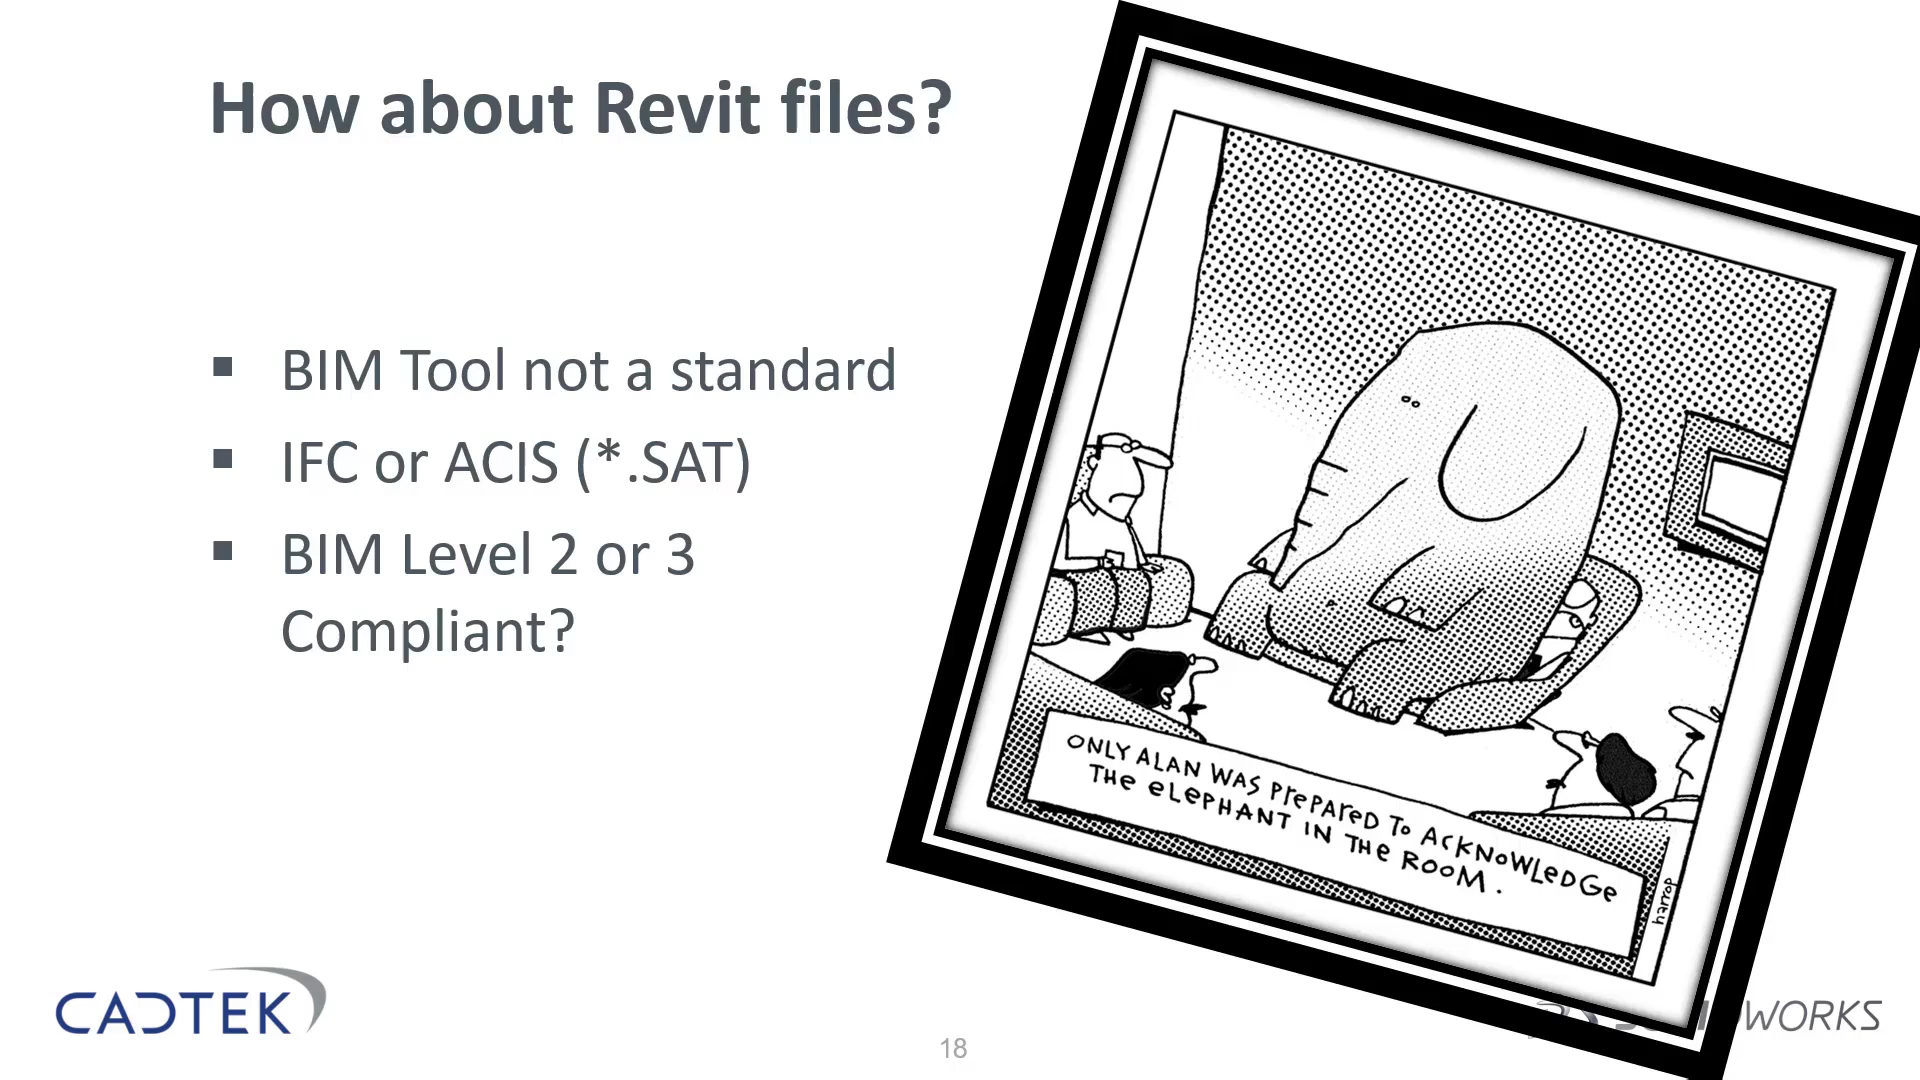 How about Revit files?
▪ BIM Tool not a standard
▪ IFC or ACIS (*.SAT)
▪ BIM Level 2 or 3
Compliant?
ONLY ALAN WAS PrePAreD To ACKNoWLeDGe
THe eLePHANT IN THe RooM.
harrop
CADTEK
18
WORKS